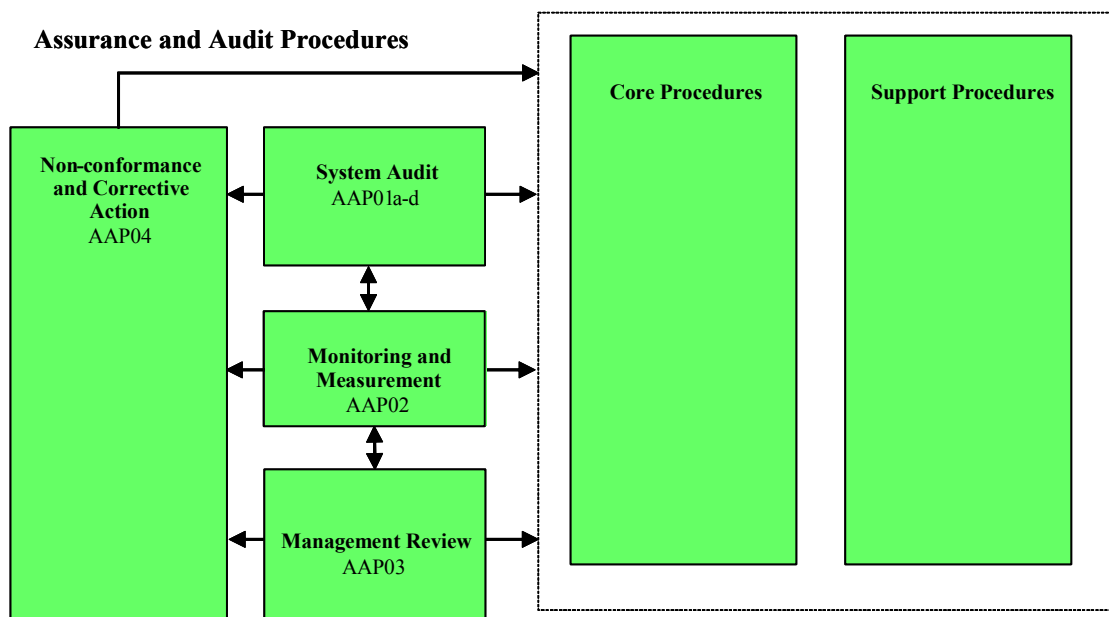 Assurance and Audit Procedures
Core Procedures
Support Procedures
Non-conformance
and Corrective
Action
AAP04
System Audit
AAP01a-d
Monitoring and
Measurement
AAP02
Management Review
AAP03